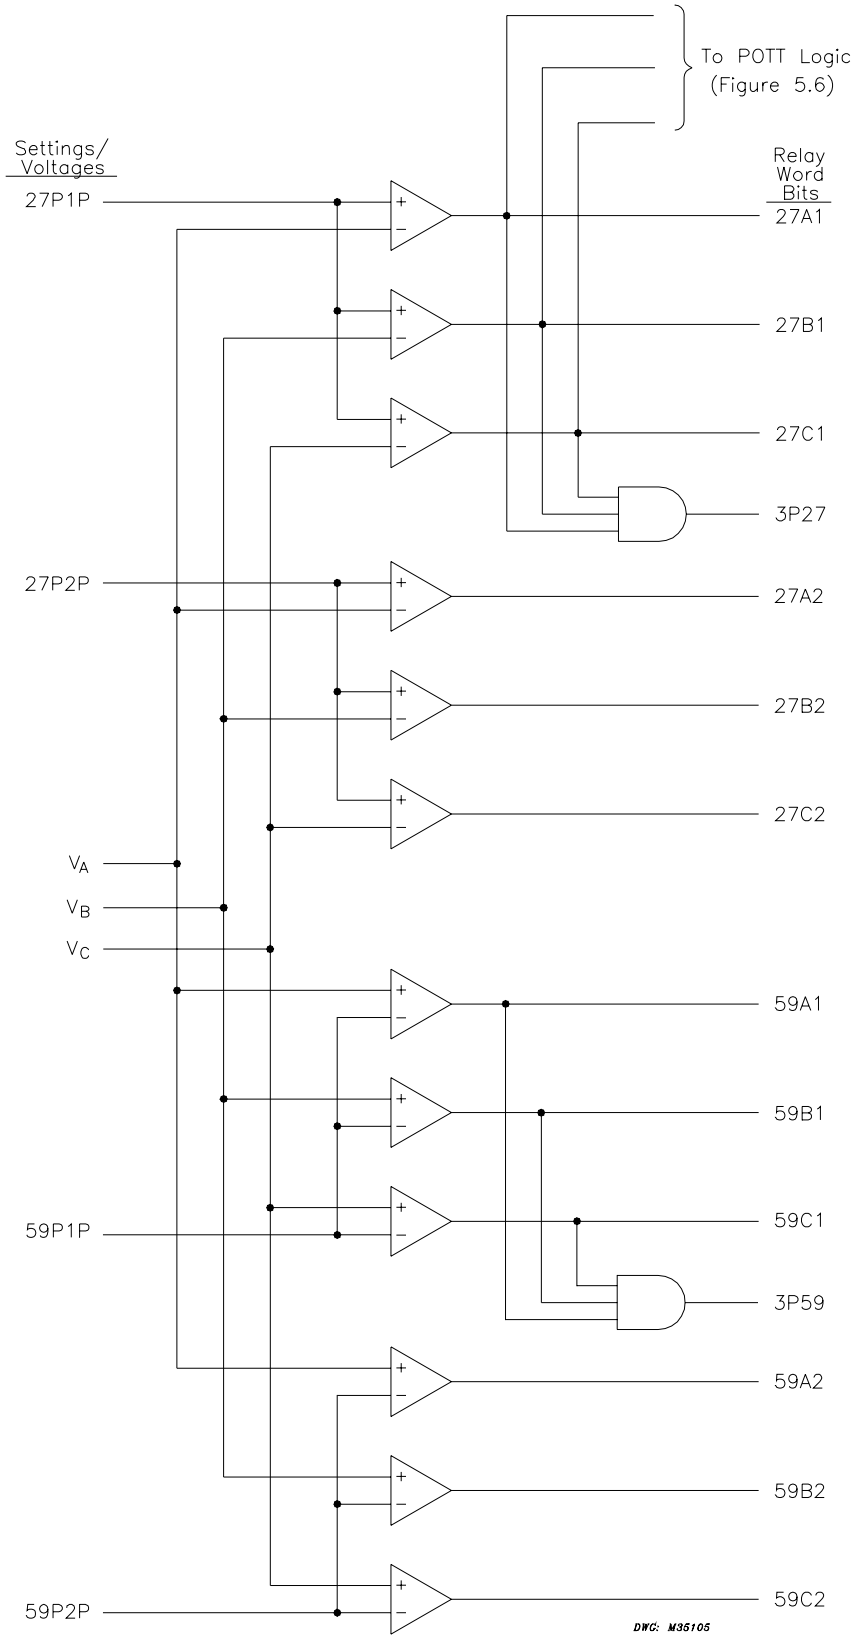 To POTT Logic
(Figure 5.6)
Settings/
Voltages
Relay
Word
Bits
27P1P
+
−
27A1
+
−
27B1
+
−
27C1
3P27
27P2P
+
−
27A2
+
−
27B2
+
−
27C2
VA
VB
VC
+
−
59A1
+
−
59B1
59P1P
+
−
59C1
3P59
+
−
59A2
+
−
59B2
59P2P
+
−
59C2
DWG: M35105